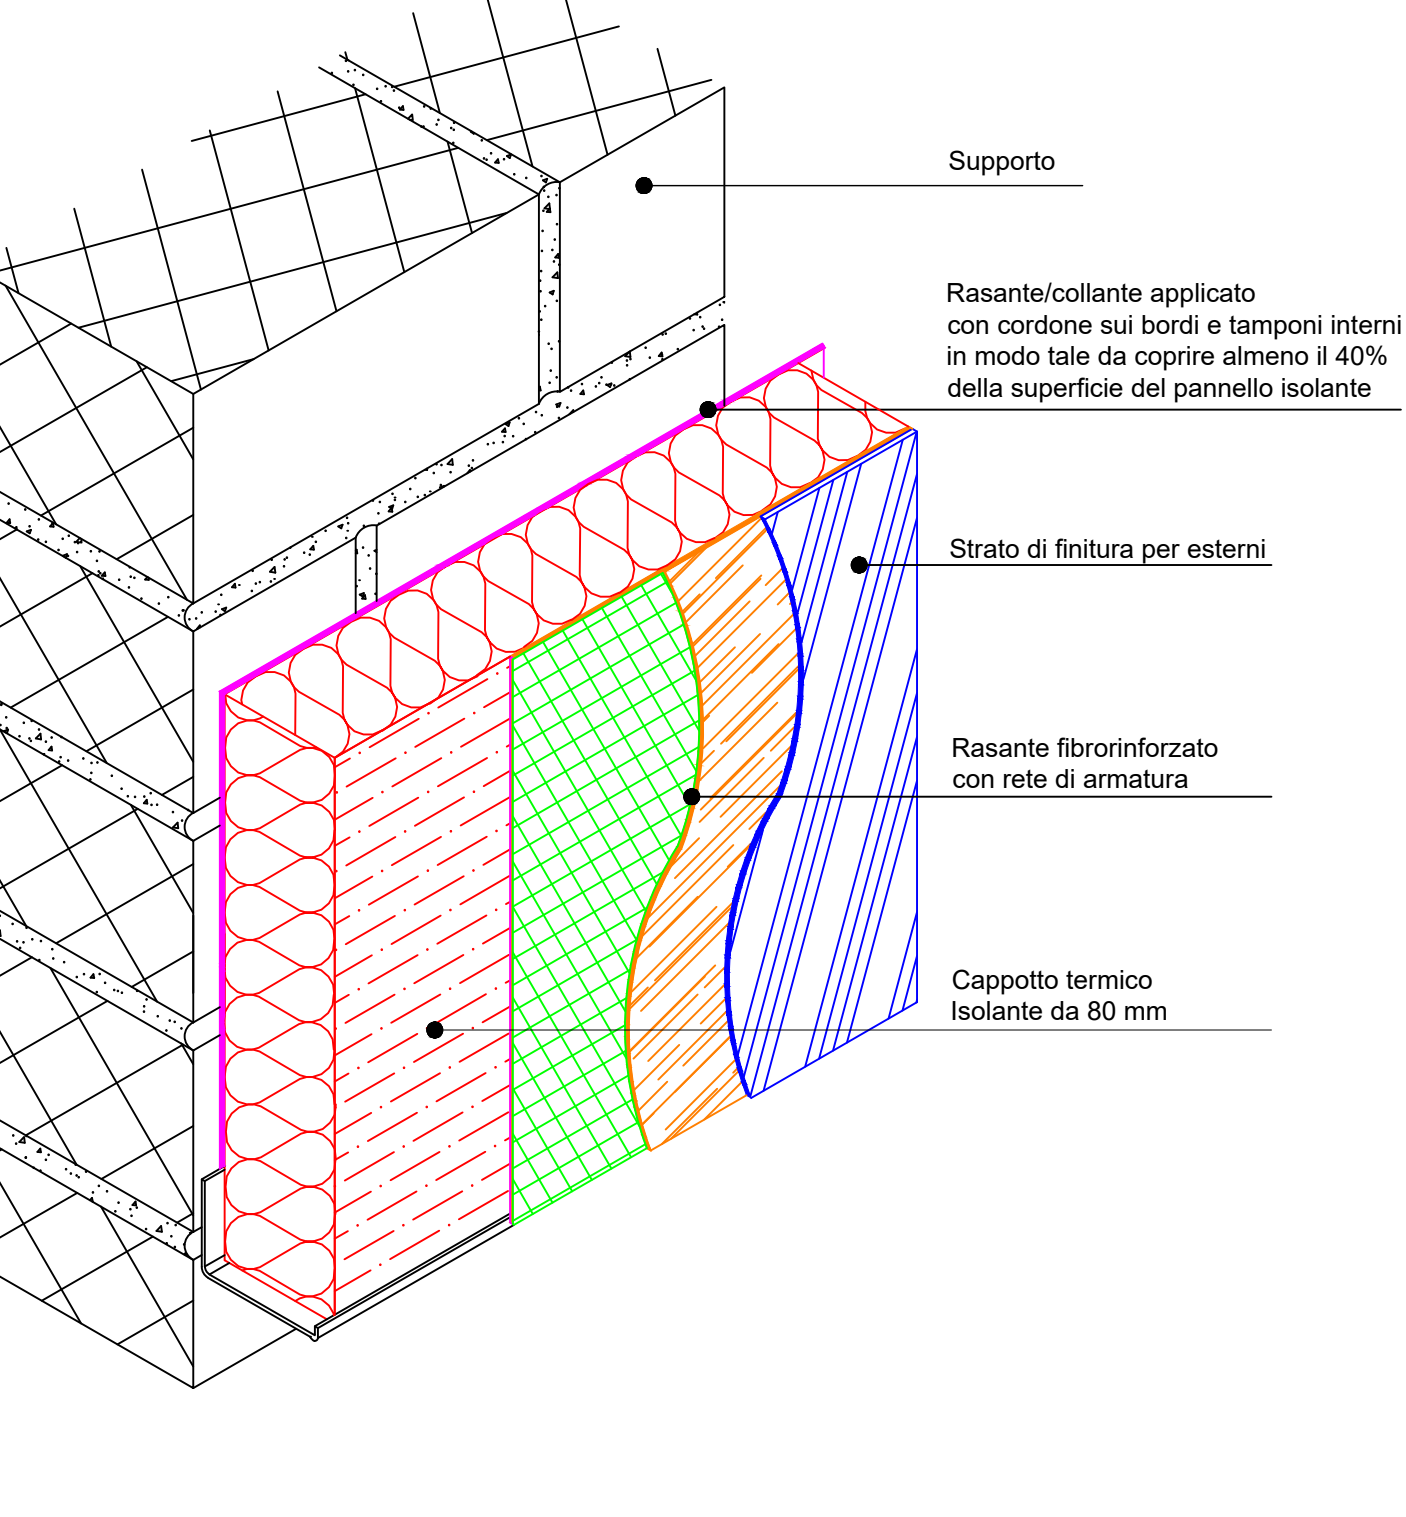 Supporto
Rasante/collante applicato
con cordone sui bordi e tamponi interni
in modo tale da coprire almeno il 40%
della superficie del pannello isolante
Strato di finitura per esterni
Rasante fibrorinforzato
con rete di armatura
Cappotto termico
Isolante da 80 mm